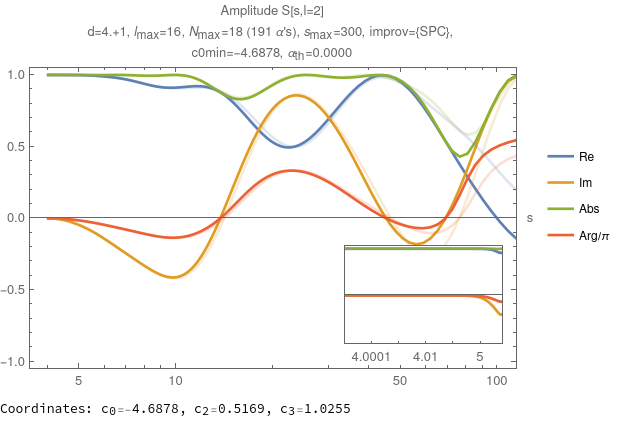 Amplitude S[s,l=2]
d=4.+1, lmax=16, Nmax=18 (191 α's), smax=300, improv={SPC},
c0min=−4.6878, αth=0.0000
1.0
0.5
0.0
−0.5
−1.0
5
10
50
100
s
4.0001
4.01
5
Re
Im
Abs
Arg/π
Coordinates: c0=-4.6878, c2=0.5169, c3=1.0255